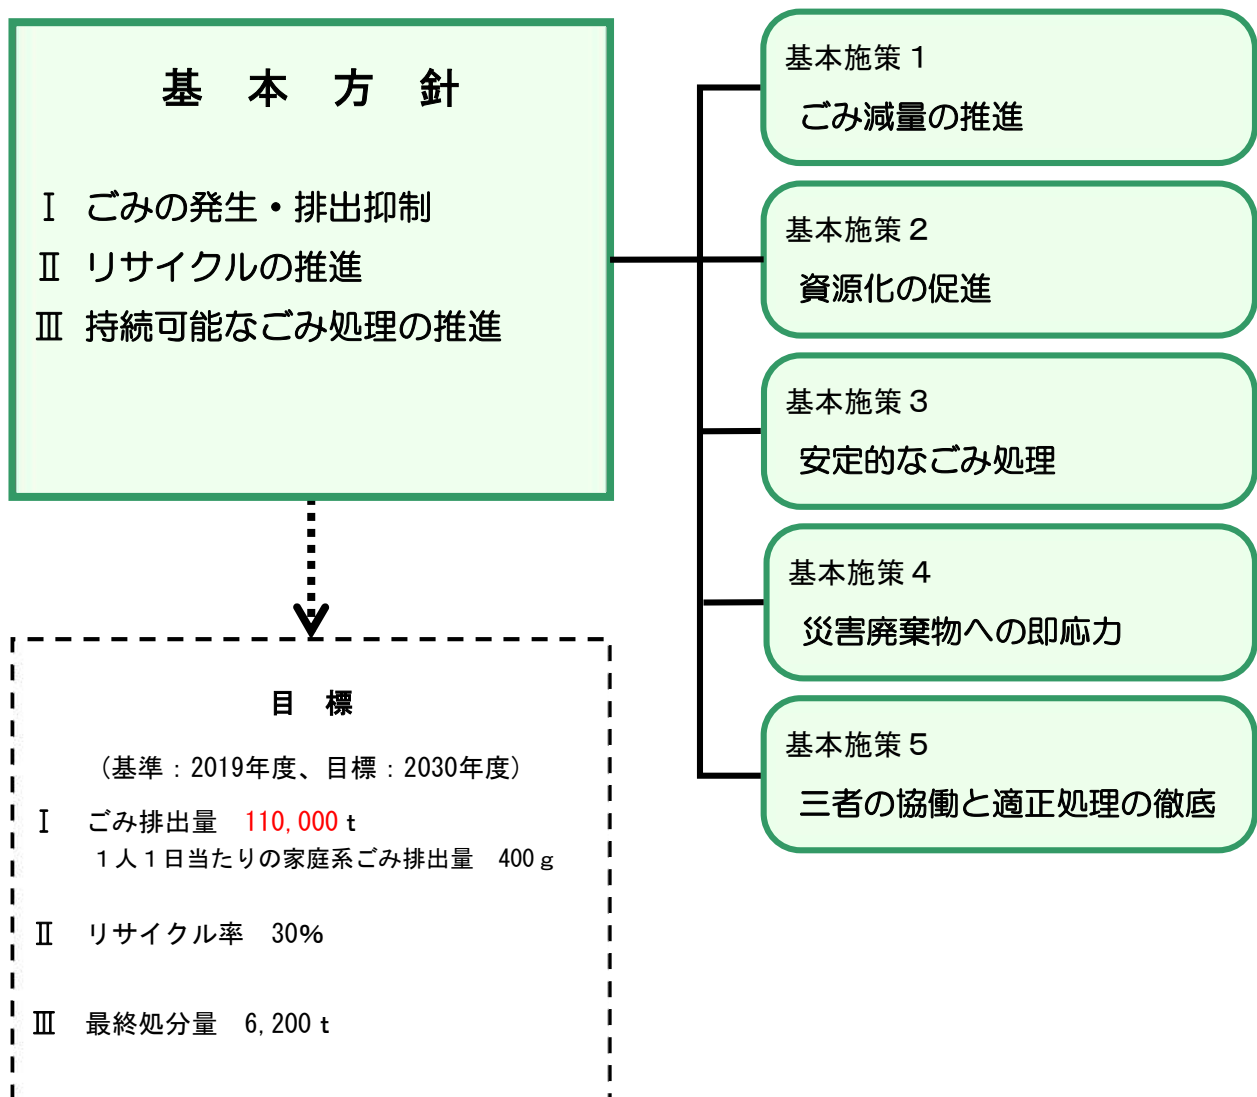 基 本 方 針
Ⅰ ごみの発生・排出抑制
Ⅱ リサイクルの推進
Ⅲ 持続可能なごみ処理の推進
目 標
（基準：2019年度、目標：2030年度）
Ⅰ ごみ排出量 110,000ｔ
１人１日当たりの家庭系ごみ排出量 400ｇ
Ⅱ リサイクル率 30%
Ⅲ 最終処分量 6,200ｔ
基本施策１
ごみ減量の推進
基本施策２
資源化の促進
基本施策３
安定的なごみ処理
基本施策４
災害廃棄物への即応力
基本施策５
三者の協働と適正処理の徹底